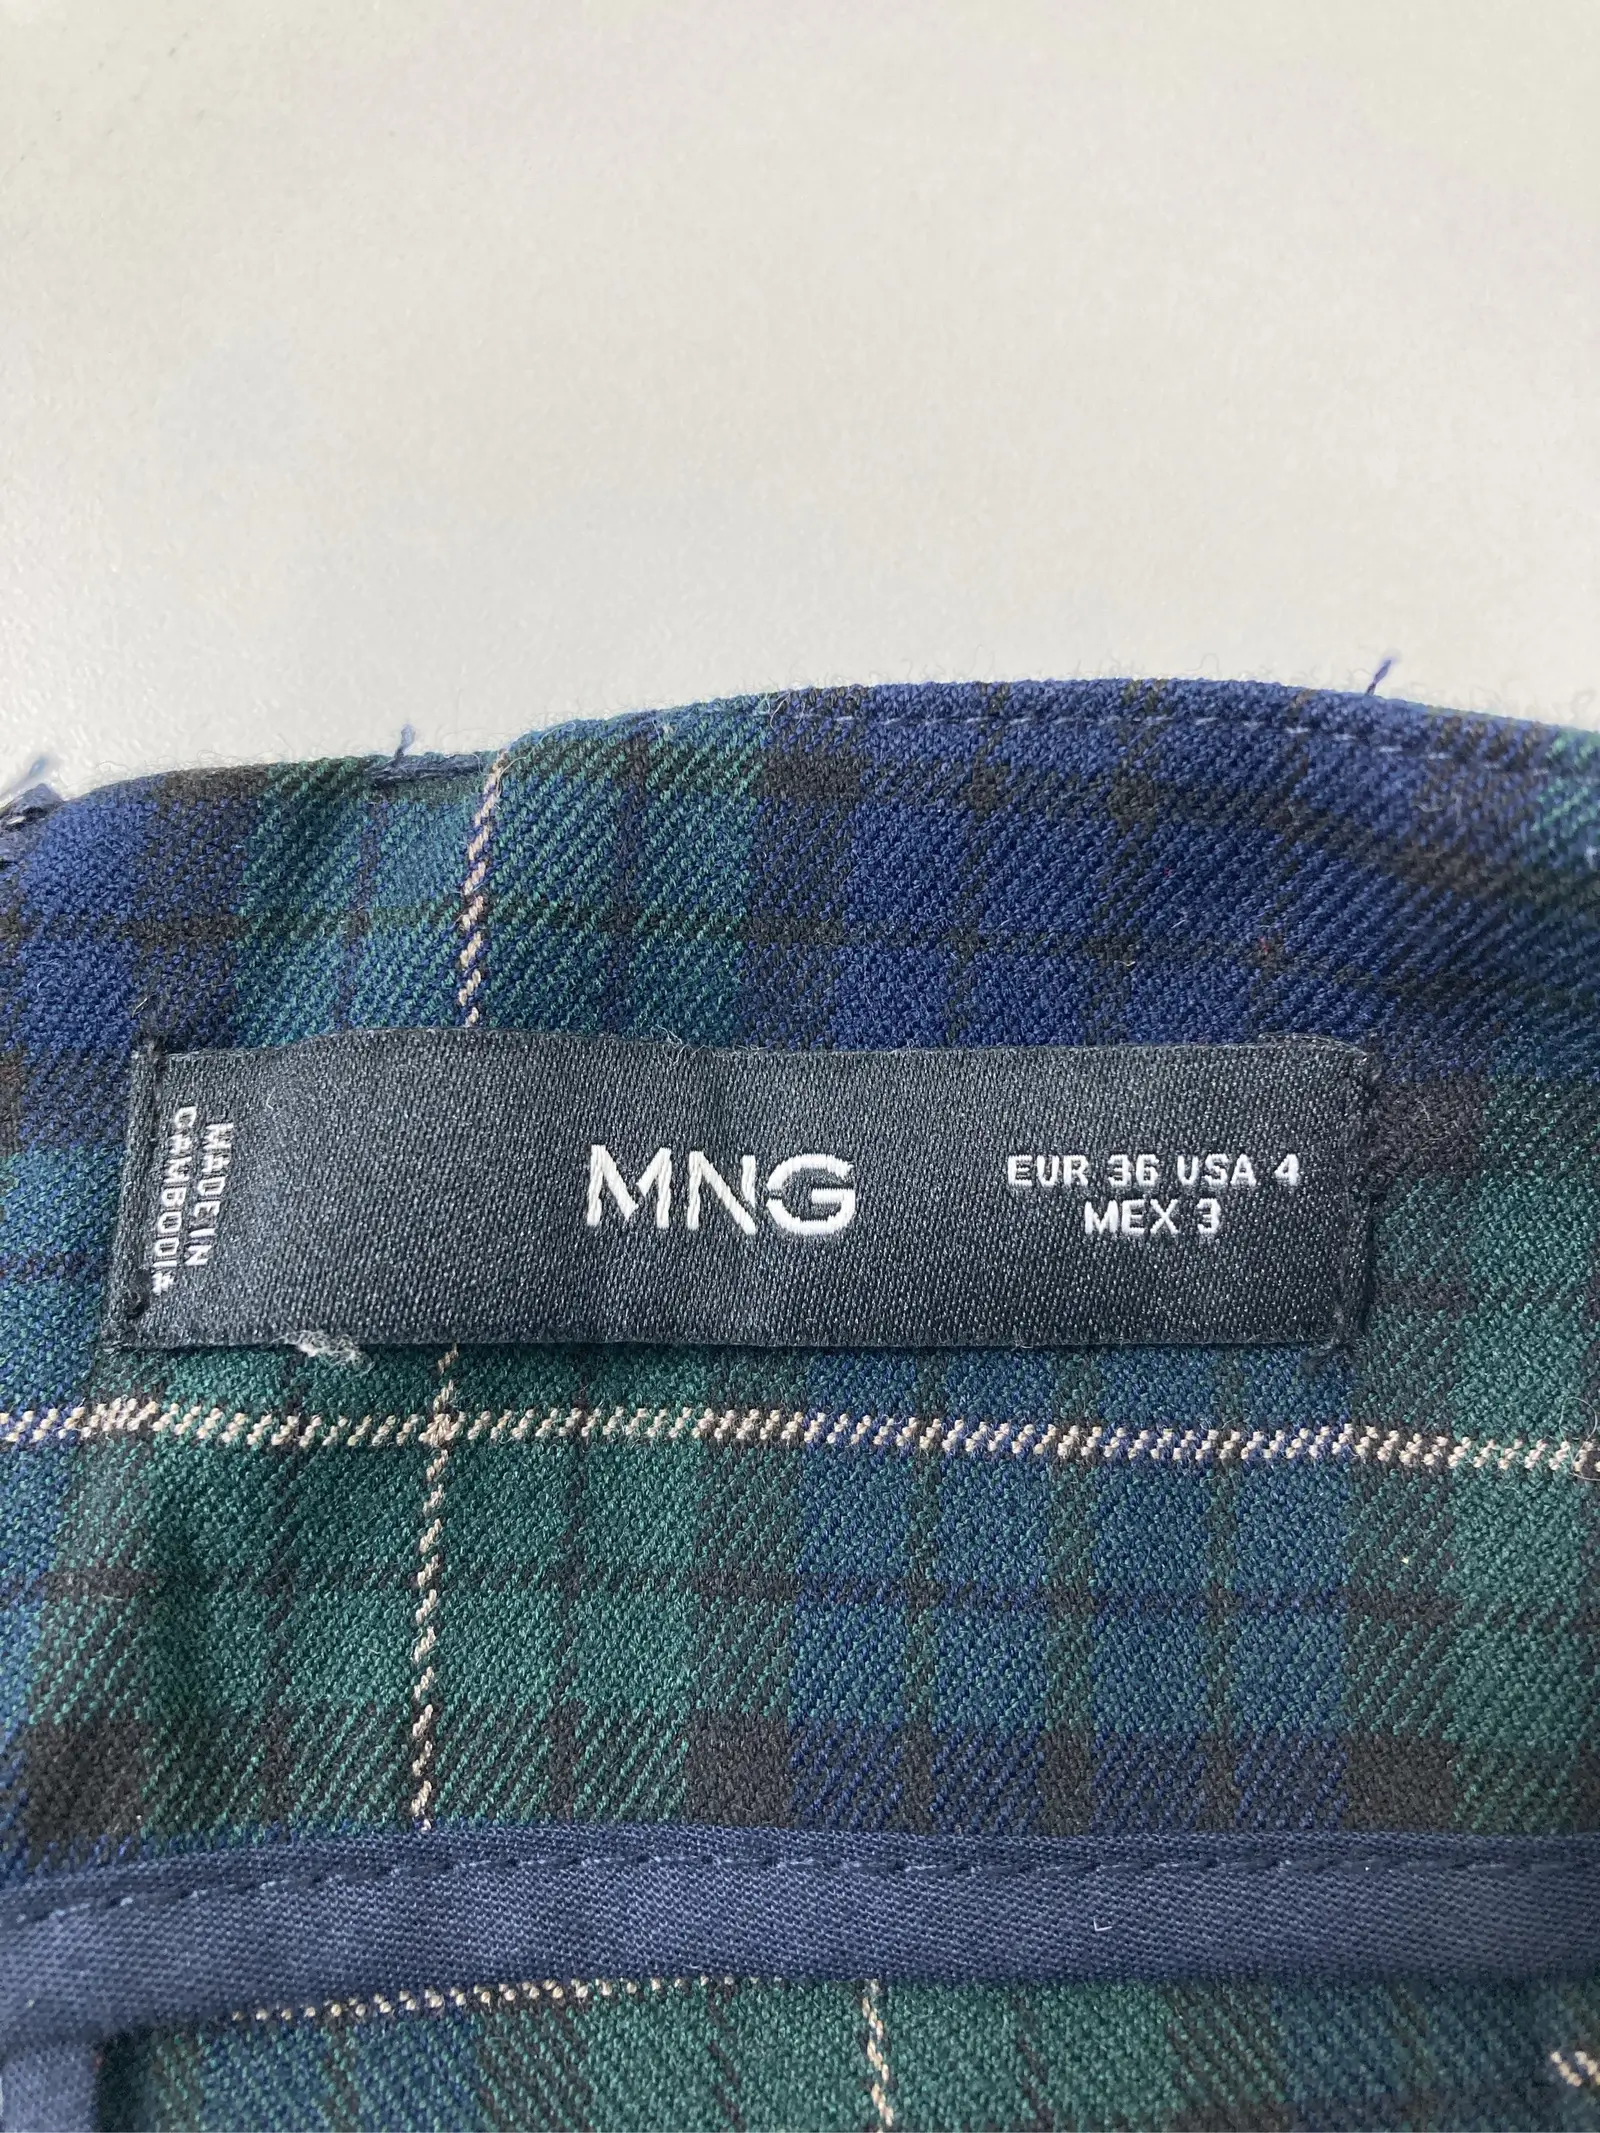 MADE IN
CAMBODIA
MNG
EUR 36 USA 4
MEX 3